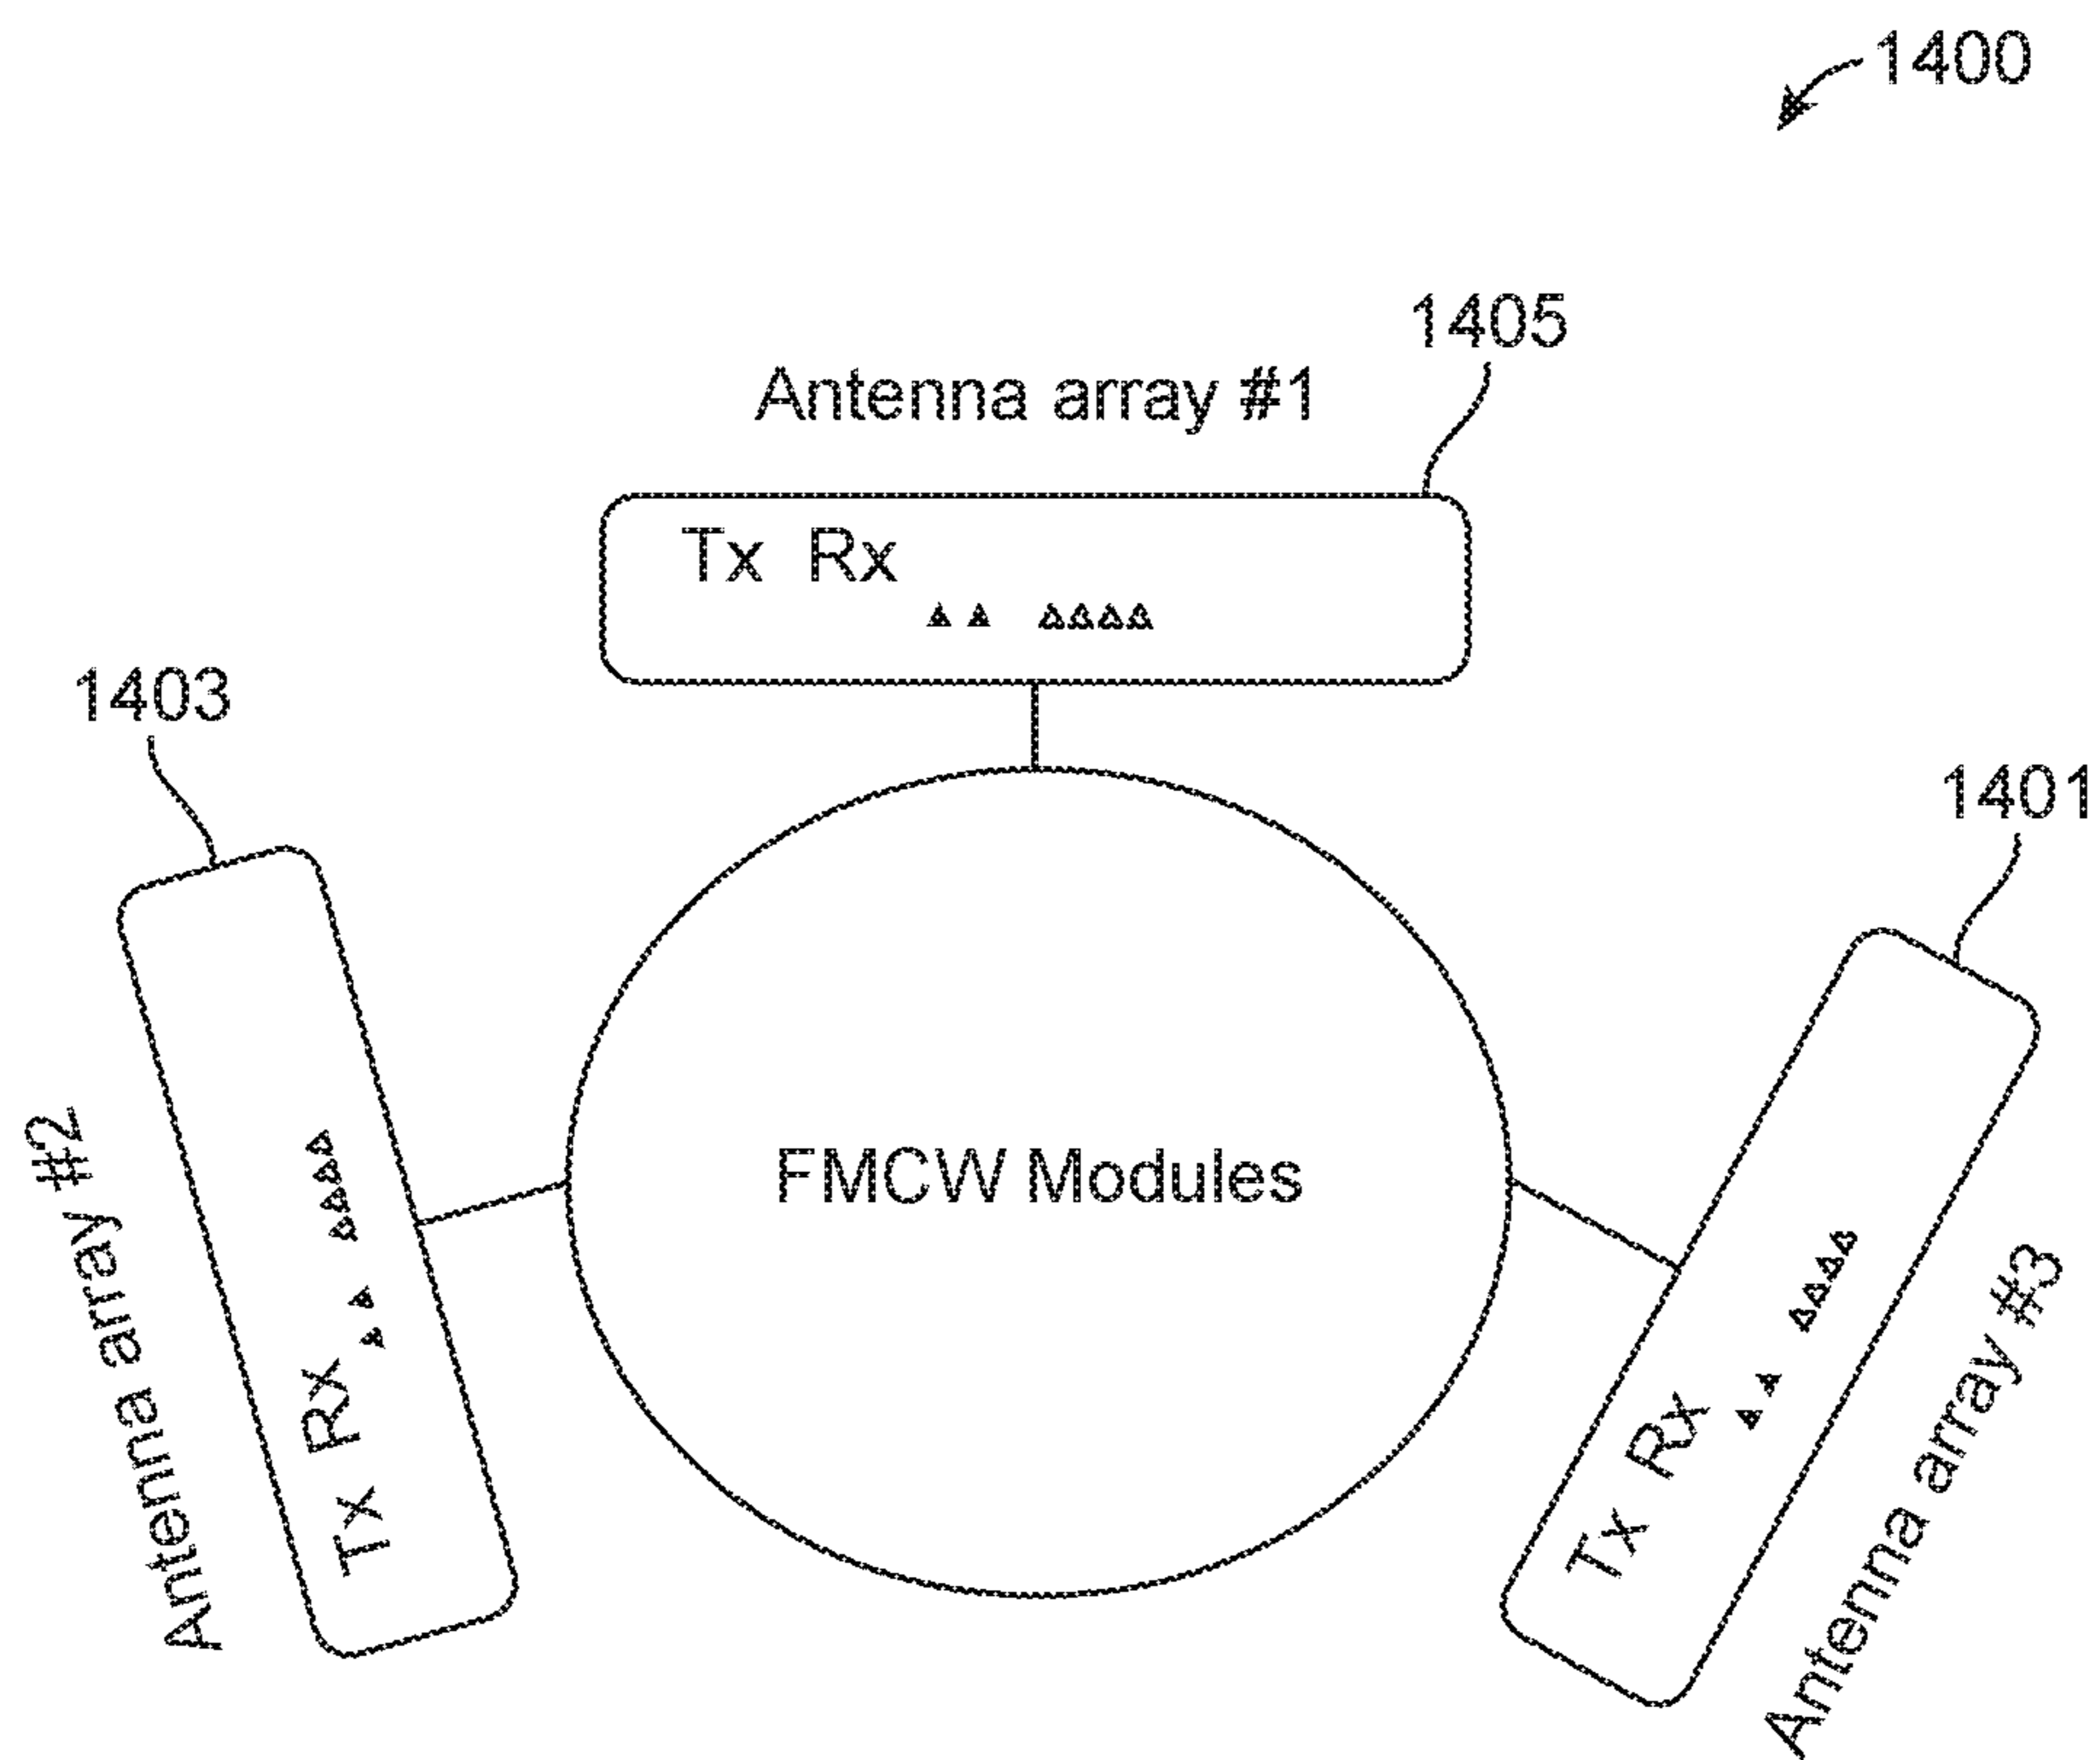 1400
1405
Antenna array #1
Tx Rx
1403
1401
FMCW Modules
Antenna array #2
Tx Rx
Tx Rx
Antenna array #3